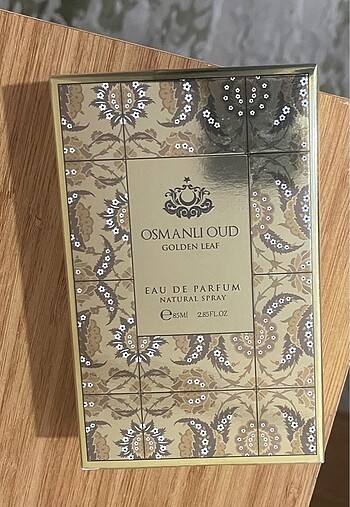 OSMANLI OUD
GOLDEN LEAF
EAU DE PARFUM
NATURAL SPRAY
℮85Ml 2.85FL.OZ